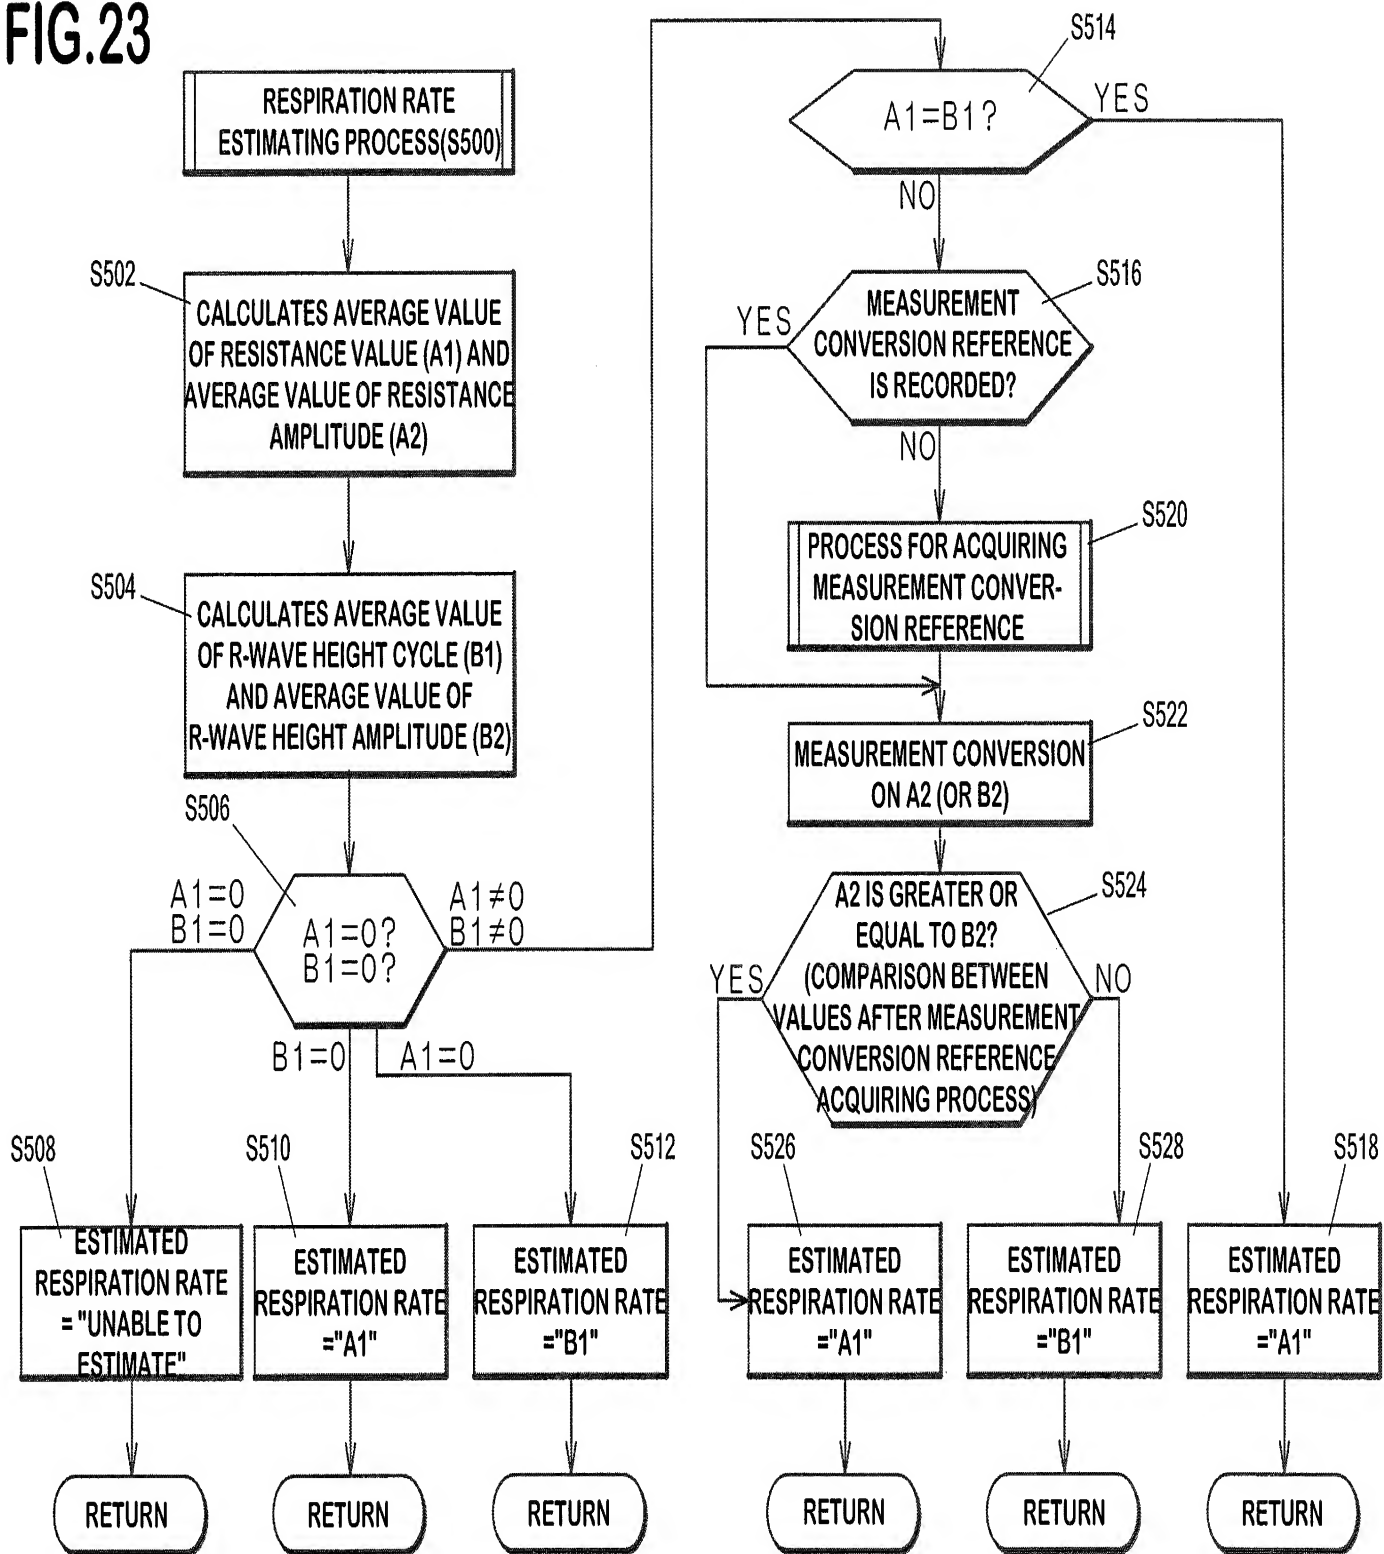 FIG.23
RESPIRATION RATE
ESTIMATING PROCESS(S500)
S502
CALCULATES AVERAGE VALUE
OF RESISTANCE VALUE (A1) AND
AVERAGE VALUE OF RESISTANCE
AMPLITUDE (A2)
S504
CALCULATES AVERAGE VALUE
OF R-WAVE HEIGHT CYCLE (B1)
AND AVERAGE VALUE OF
R-WAVE HEIGHT AMPLITUDE (B2)
S506
A1=0
B1=0
A1=0?
B1=0?
A1≠0
B1≠0
B1=0
A1=0
S508
ESTIMATED
RESPIRATION RATE
= "UNABLE TO
ESTIMATE"
RETURN
S510
ESTIMATED
RESPIRATION RATE
="A1"
RETURN
S512
ESTIMATED
RESPIRATION RATE
="B1"
RETURN
S514
A1=B1?
YES
NO
S516
MEASUREMENT
CONVERSION REFERENCE
IS RECORDED?
YES
NO
S520
PROCESS FOR ACQUIRING
MEASUREMENT CONVER-
SION REFERENCE
S522
MEASUREMENT CONVERSION
ON A2 (OR B2)
S524
A2 IS GREATER OR
EQUAL TO B2?
(COMPARISON BETWEEN
VALUES AFTER MEASUREMENT
CONVERSION REFERENCE
ACQUIRING PROCESS)
YES
NO
S526
ESTIMATED
RESPIRATION RATE
="A1"
RETURN
S528
ESTIMATED
RESPIRATION RATE
="B1"
RETURN
S518
ESTIMATED
RESPIRATION RATE
="A1"
RETURN